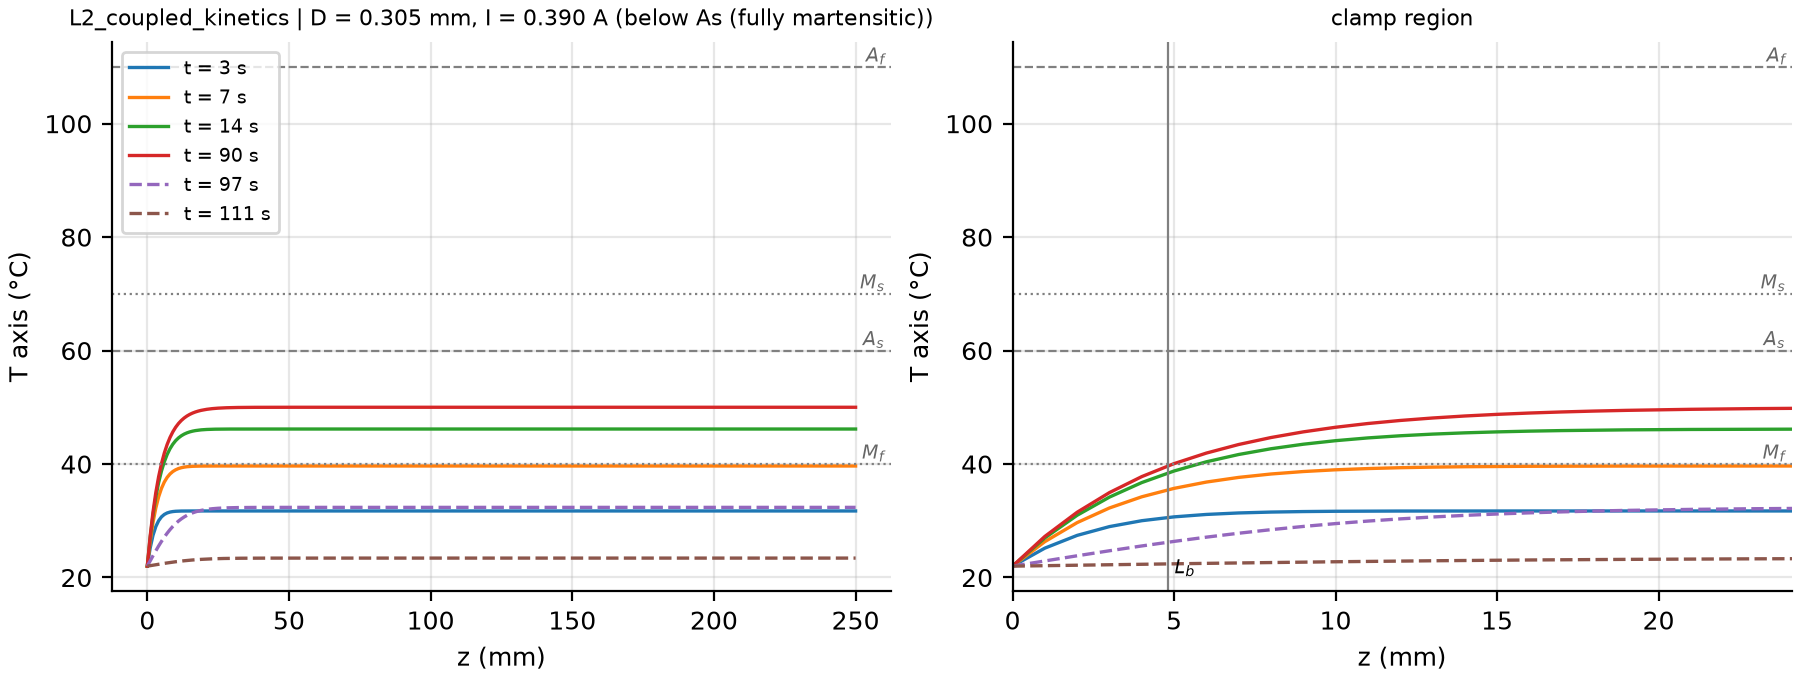 L2_coupled_kinetics | D = 0.305 mm, I = 0.390 A (below As (fully martensitic))
t = 3 s
t = 7 s
t = 14 s
t = 90 s
t = 97 s
t = 111 s
A_f
M_s
A_s
M_f
100
80
60
40
20
T axis (°C)
0
50
100
150
200
250
z (mm)
clamp region
A_f
M_s
A_s
M_f
L_b
100
80
60
40
20
T axis (°C)
0
5
10
15
20
z (mm)